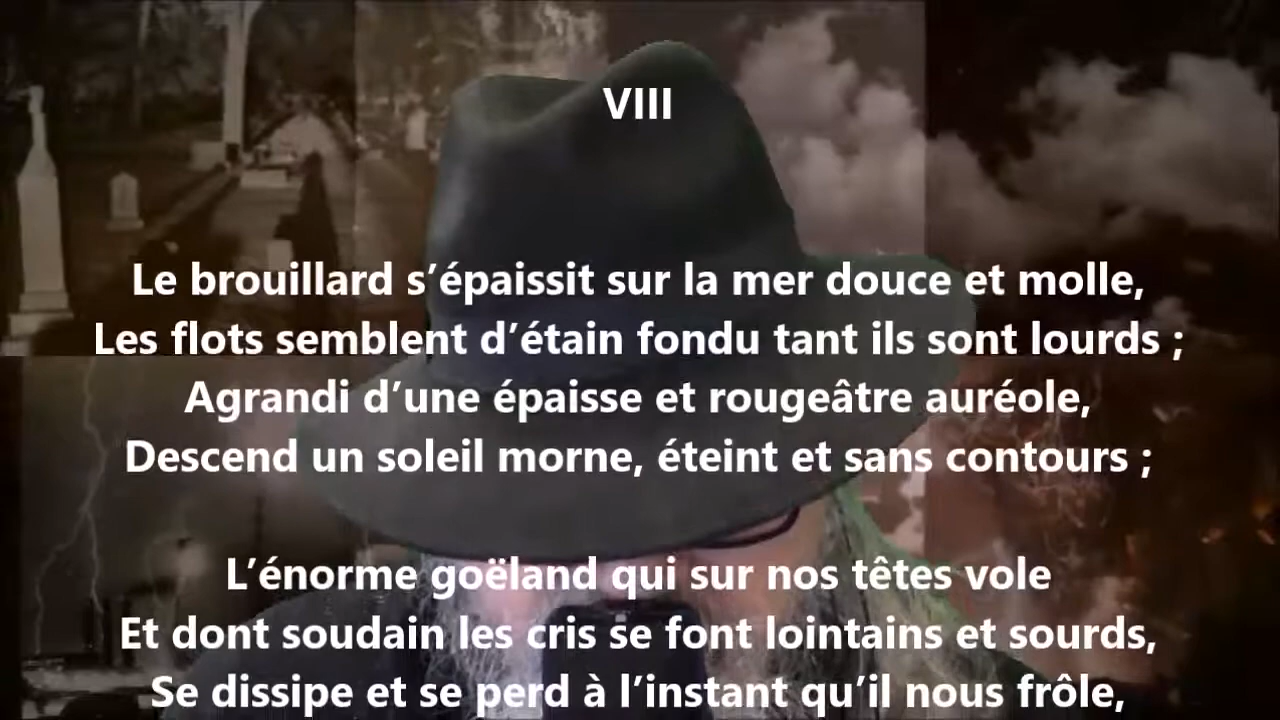 VIII
Le brouillard s’épaissit sur la mer douce et molle,
Les flots semblent d’étain fondu tant ils sont lourds ;
Agrandi d’une épaisse et rougeâtre auréole,
Descend un soleil morne, éteint et sans contours ;
L’énorme goëland qui sur nos têtes vole
Et dont soudain les cris se font lointains et sourds,
Se dissipe et se perd à l’instant qu’il nous frôle,